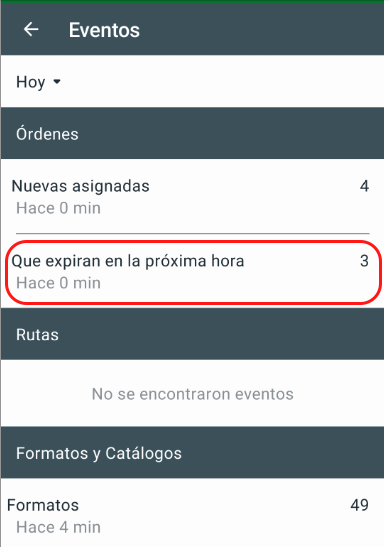 Eventos
Hoy
Órdenes
Nuevas asignadas 4
Hace 0 min
Que expiran en la próxima hora 3
Hace 0 min
Rutas
No se encontraron eventos
Formatos y Catálogos
Formatos 49
Hace 4 min